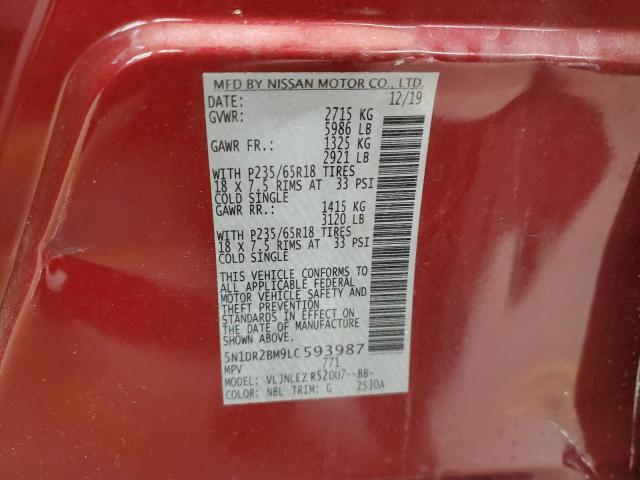 MFD BY NISSAN MOTOR CO., LTD.
DATE: 12/19
GVWR: 2715 KG
5986 LB
GAWR FR.: 1325 KG
2921 LB
WITH P235/65R18 TIRES
18 X 7.5 RIMS AT 33 PSI
COLD SINGLE
GAWR RR.: 1415 KG
3120 LB
WITH P235/65R18 TIRES
18 X 7.5 RIMS AT 33 PSI
COLD SINGLE
THIS VEHICLE CONFORMS TO
ALL APPLICABLE FEDERAL
MOTOR VEHICLE SAFETY AND
THEFT PREVENTION
STANDARDS IN EFFECT ON
THE DATE OF MANUFACTURE
SHOWN ABOVE.
5N1DR2BM9LC593987
MPV 771
MODEL: VLJNLEZ R52DU7--BB-
COLOR: NBL TRIM: G 2530A